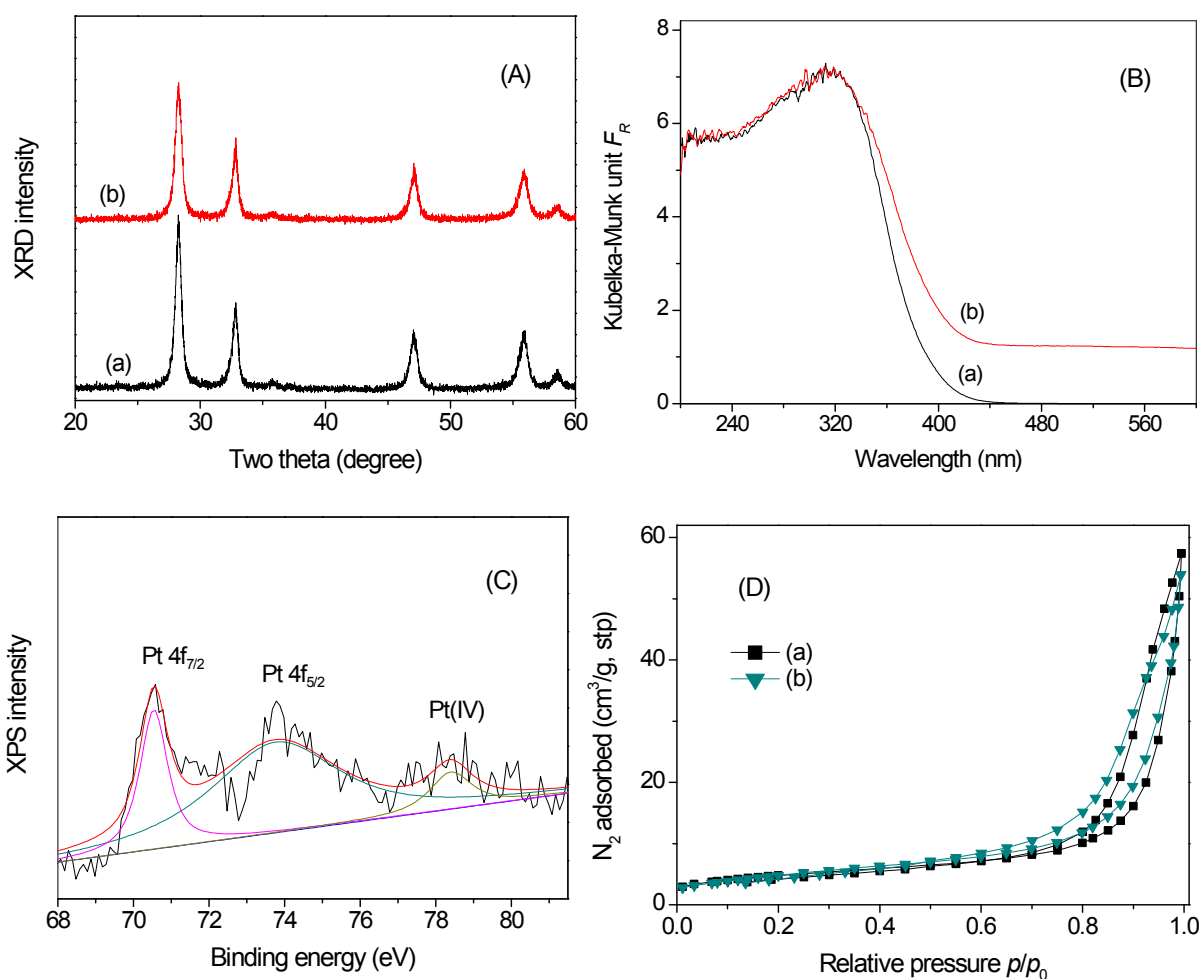 (A)
(b)
(a)
XRD intensity
20 30 40 50 60
Two theta (degree)
(B)
8
6
4
2
0
(b)
(a)
Kubelka-Munk unit F_R
240 320 400 480 560
Wavelength (nm)
(C)
Pt 4f7/2
Pt 4f5/2
Pt(IV)
XPS intensity
68 70 72 74 76 78 80
Binding energy (eV)
(D)
60
40
20
0
(a)
(b)
N2 adsorbed (cm³/g, stp)
0.0 0.2 0.4 0.6 0.8 1.0
Relative pressure p/p0